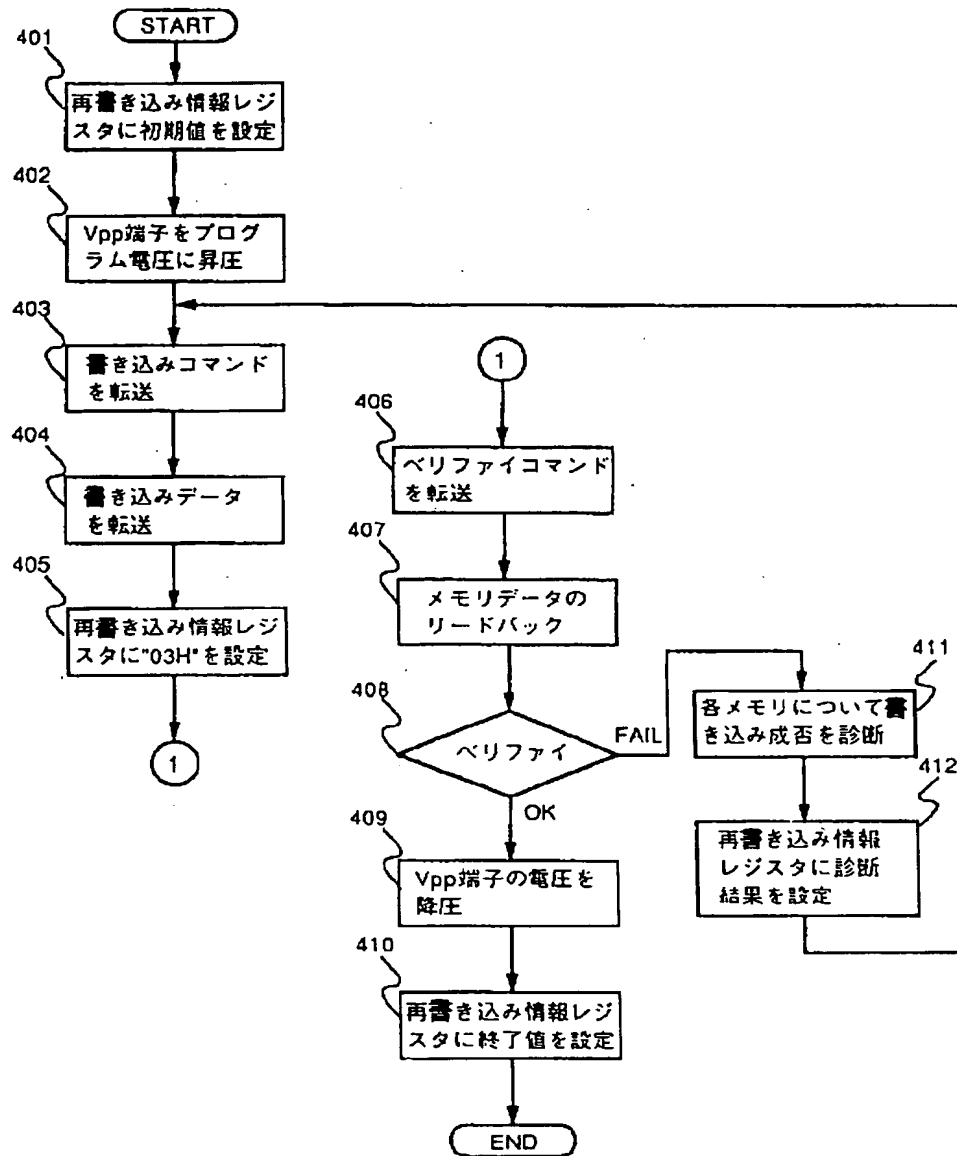 START
401
再書き込み情報レジ
スタに初期値を設定
402
Vpp端子をプログ
ラム電圧に昇圧
403
書き込みコマンド
を転送
404
書き込みデータ
を転送
405
再書き込み情報レジ
スタに"03H"を設定
1
1
406
ベリファイコマンド
を転送
407
メモリデータの
リードバック
408
ベリファイ
FAIL
OK
409
Vpp端子の電圧を
降圧
410
再書き込み情報レジ
スタに終了値を設定
END
411
各メモリについて書
き込み成否を診断
412
再書き込み情報
レジスタに診断
結果を設定